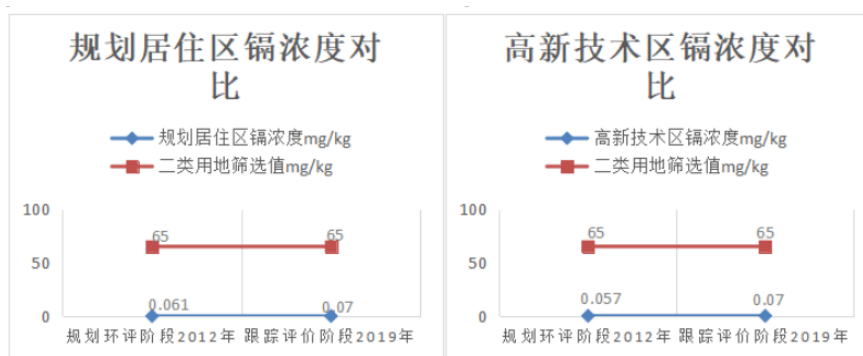 规划居住区镉浓度对
比
规划居住区镉浓度mg/kg
二类用地筛选值mg/kg
100
65
65
50
0.061
0.07
0
规划环评阶段2012年 跟踪评价阶段2019年
高新技术区镉浓度对
比
高新技术区镉浓度mg/kg
二类用地筛选值mg/kg
100
65
65
50
0.057
0.07
0
规划环评阶段2012年 跟踪评价阶段2019年